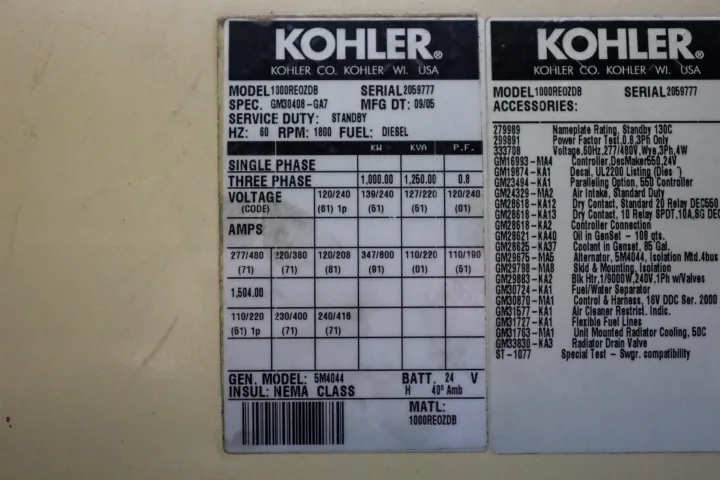 KOHLER®
KOHLER CO. KOHLER WI. USA
MODEL 1000REOZDB SERIAL 2059777
SPEC. GM30408-GA7 MFG DT: 09/05
SERVICE DUTY: STANDBY
HZ: 60 RPM: 1800 FUEL: DIESEL
KW KVA P.F.
SINGLE PHASE
THREE PHASE 1,000.00 1,250.00 0.8
VOLTAGE 120/240 139/240 127/220 120/240
(CODE) (61) 1p (61) (61) (01)
AMPS
277/480 220/380 120/208 347/600 110/220 110/190
(71) (71) (81) (91) (01) (61)
1,504.00
110/220 230/400 240/416
(61) 1p (71) (71)
GEN. MODEL: 5M4044 BATT. 24 V
INSUL: NEMA CLASS H 40° Amb
MATL:
1000REOZDB
KOHLER®
KOHLER CO. KOHLER WI. USA
MODEL 1000REOZDB SERIAL 2059777
ACCESSORIES:
279989 Nameplate Rating, Standby 130C
299891 Power Factor Test, 0.8, 3Ph Only
333708 Voltage, 60Hz, 277/480V, Wye, 3Ph, 4W
GM16993-MA4 Controller, DecMaker550, 24V
GM19874-KA1 Decal, UL2200 Listing (Dies
GM23494-KA1 Paralleling Option, 550 Controller
GM24329-MA2 Air Intake, Standard Duty
GM28618-KA12 Dry Contact, Standard 20 Relay DEC550
GM28618-KA13 Dry Contact, 10 Relay SPDT, 10A, SG DEC
GM28618-KA2 Controller Connection
GM28621-KA40 Oil in GenSet - 108 qts.
GM28625-KA37 Coolant in Genset, 85 Gal.
GM29675-MA5 Alternator, 5M4044, Isolation Mtd. 4bus
GM29798-MA8 Skid & Mounting, Isolation
GM29883-KA2 Blk Htr, 1/9000W, 240V, 1Ph w/Valves
GM30724-KA1 Fuel/Water Separator
GM30870-MA1 Control & Harness, 16V DDC Ser. 2000
GM31577-KA1 Air Cleaner Restrict. Indic.
GM31727-KA1 Flexible Fuel Lines
GM31763-MA1 Unit Mounted Radiator Cooling, 50C
GM33830-KA3 Radiator Drain Valve
ST-1077 Special Test - Swgr. compatibility